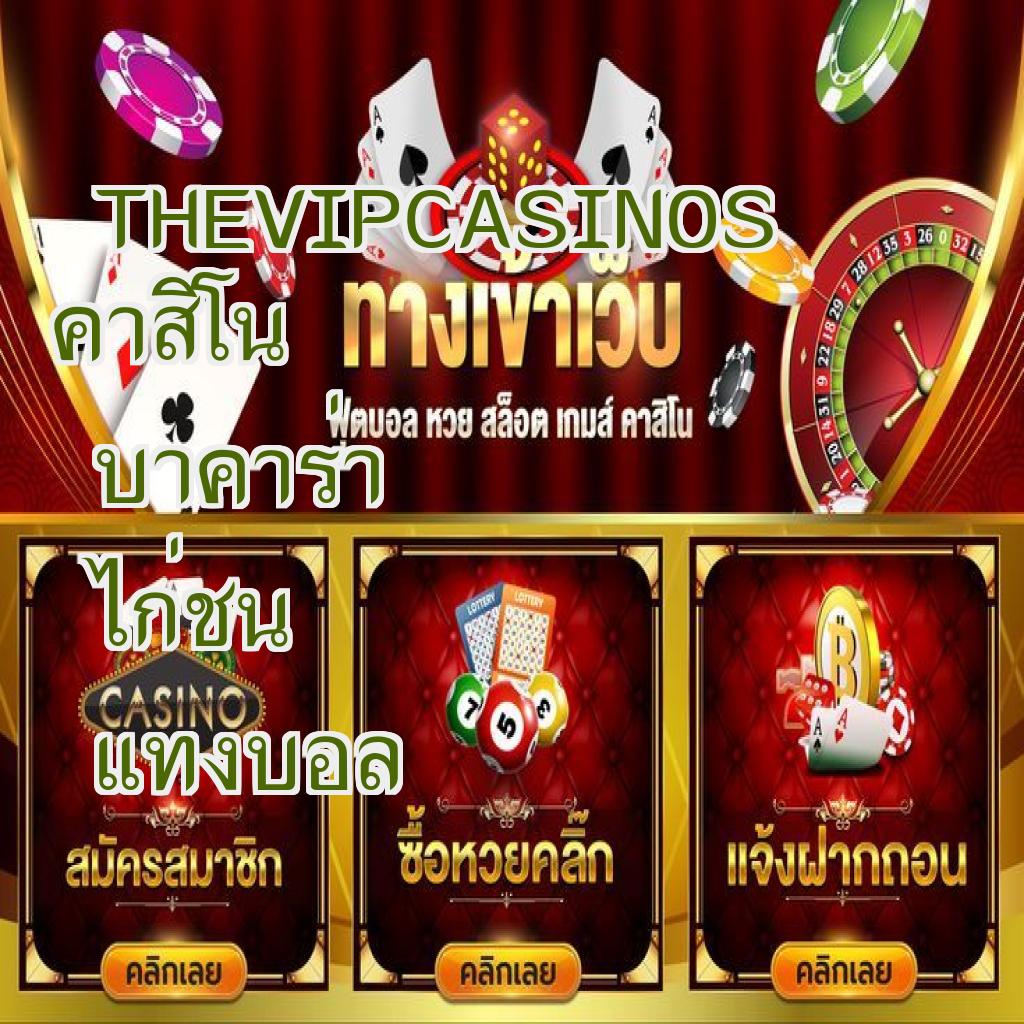 THEVIPCASINOS
คาสิโน
ทางเข้าเว็บ
ฟุตบอล หวย สล็อต เกมส์ คาสิโน
บาคาร่า
ไก่ชน
LOTTERY LOTTERY
CASINO
7 5 3
B
แทงบอล
สมัครสมาชิก
ซื้อหวยคลิ๊ก
แจ้งฝากถอน
คลิกเลย
คลิกเลย
คลิกเลย